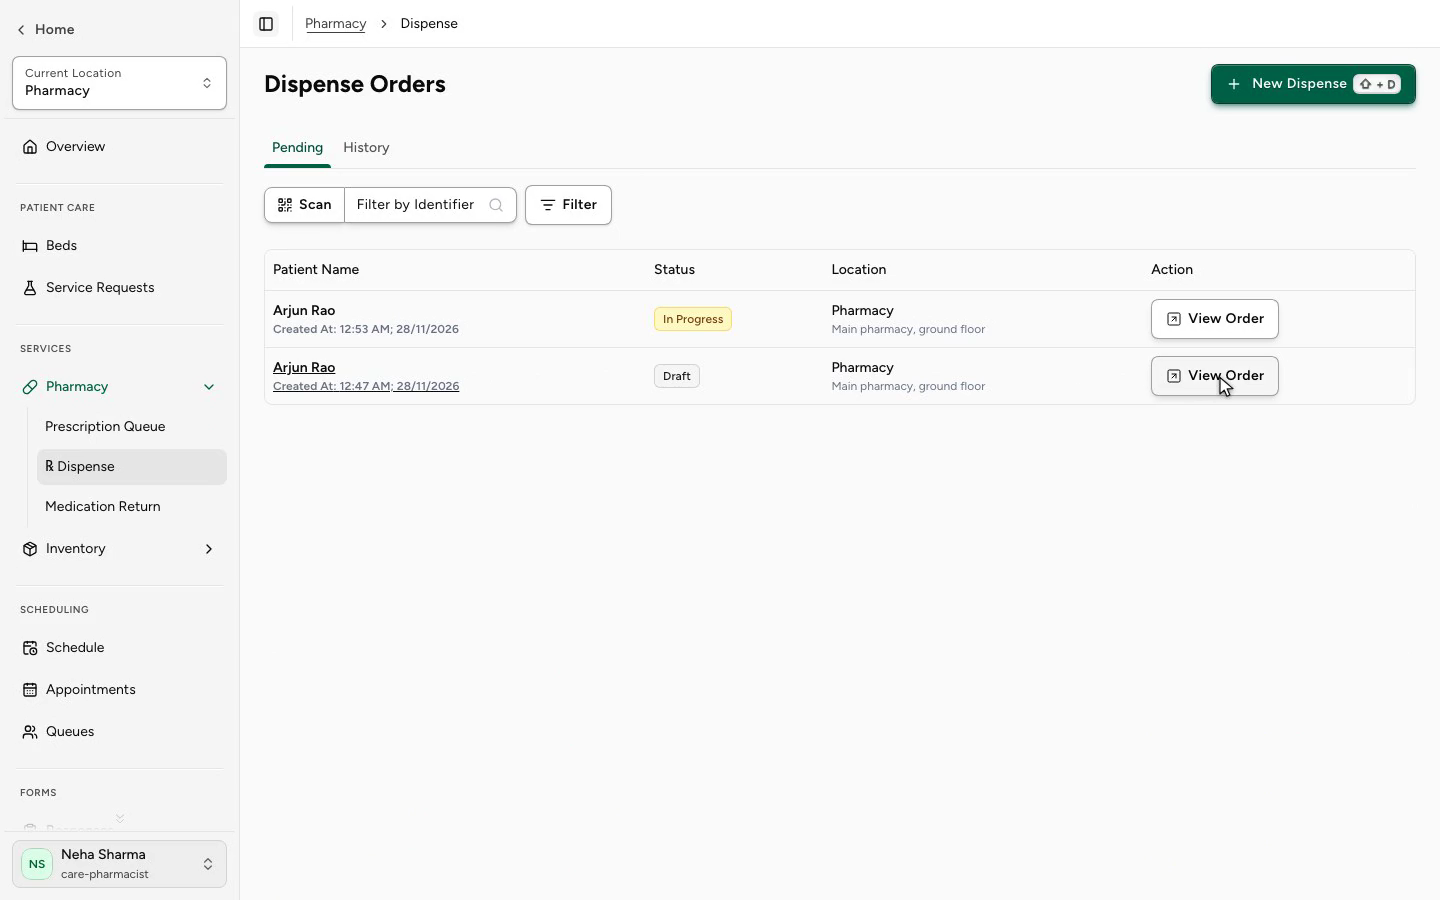 Home
Current Location
Pharmacy
Overview
PATIENT CARE
Beds
Service Requests
SERVICES
Pharmacy
Prescription Queue
℞ Dispense
Medication Return
Inventory
SCHEDULING
Schedule
Appointments
Queues
FORMS
NS
Neha Sharma
care-pharmacist
Pharmacy > Dispense
Dispense Orders
+ New Dispense ⇧ + D
Pending History
Scan Filter by Identifier Filter
Patient Name Status Location Action
Arjun Rao In Progress Pharmacy View Order
Created At: 12:53 AM; 28/11/2026 Main pharmacy, ground floor
Arjun Rao Draft Pharmacy View Order
Created At: 12:47 AM; 28/11/2026 Main pharmacy, ground floor